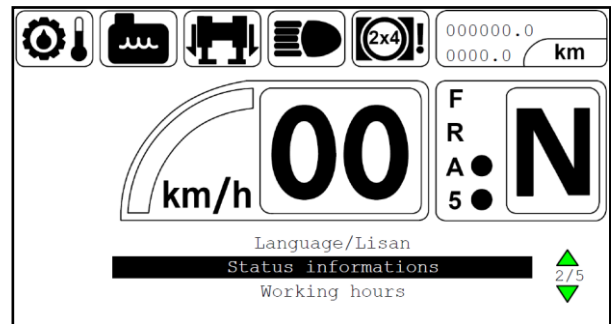 2x4 !
000000.0
0000.0 km
km/h 00
F
R
A
5
N
Language/Lisan
Status informations
Working hours
2/5